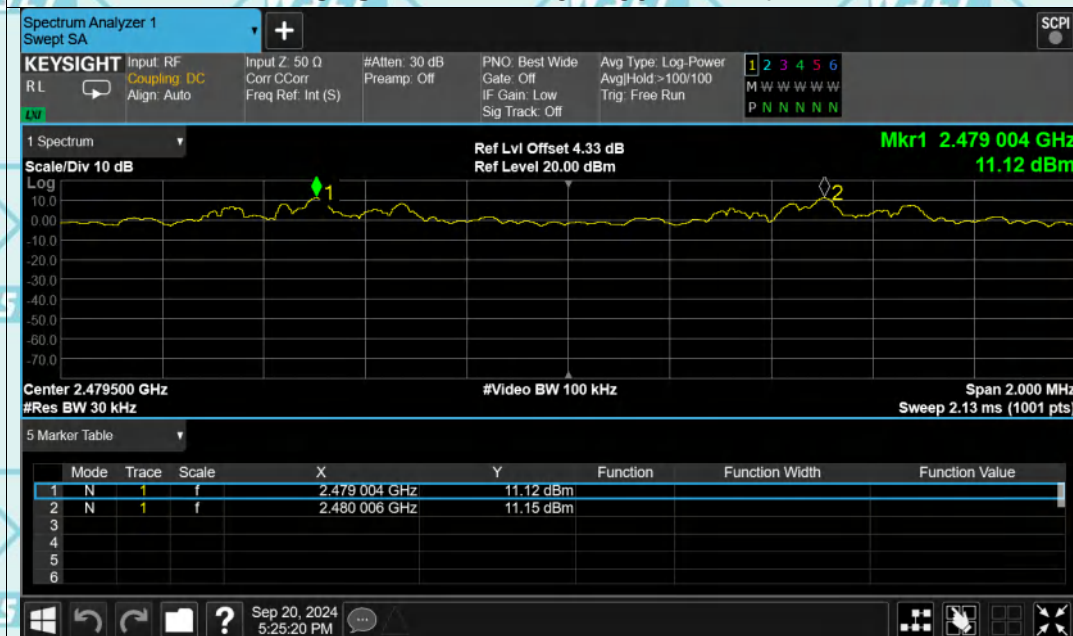 Spectrum Analyzer 1
Swept SA
+
SCPI
KEYSIGHT
RL
LXI
Input: RF
Coupling: DC
Align: Auto
Input Z: 50 Ω
Corr CCorr
Freq Ref: Int (S)
#Atten: 30 dB
Preamp: Off
PNO: Best Wide
Gate: Off
IF Gain: Low
Sig Track: Off
Avg Type: Log-Power
Avg|Hold:>100/100
Trig: Free Run
1 2 3 4 5 6
M W W W W W
P N N N N N
1 Spectrum
Scale/Div 10 dB
Ref Lvl Offset 4.33 dB
Ref Level 20.00 dBm
Mkr1 2.479 004 GHz
11.12 dBm
Log
10.0
0.00
-10.0
-20.0
-30.0
-40.0
-50.0
-60.0
-70.0
1
2
Center 2.479500 GHz
#Video BW 100 kHz
Span 2.000 MHz
#Res BW 30 kHz
Sweep 2.13 ms (1001 pts)
5 Marker Table
Mode Trace Scale X Y Function Function Width Function Value
1 N 1 f 2.479 004 GHz 11.12 dBm
2 N 1 f 2.480 006 GHz 11.15 dBm
3
4
5
6
?
Sep 20, 2024
5:25:20 PM